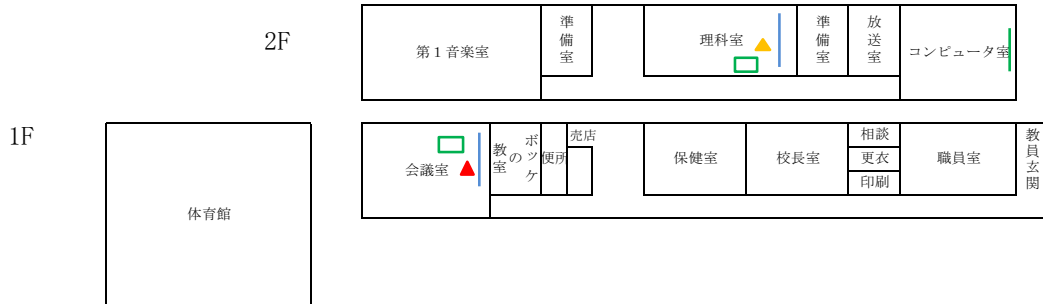 2F
第１音楽室
準備室
理科室
準備室
放送室
コンピュータ室
1F
体育館
会議室
教室の
ボッケ
便所
売店
保健室
校長室
相談
更衣
印刷
職員室
教員玄関